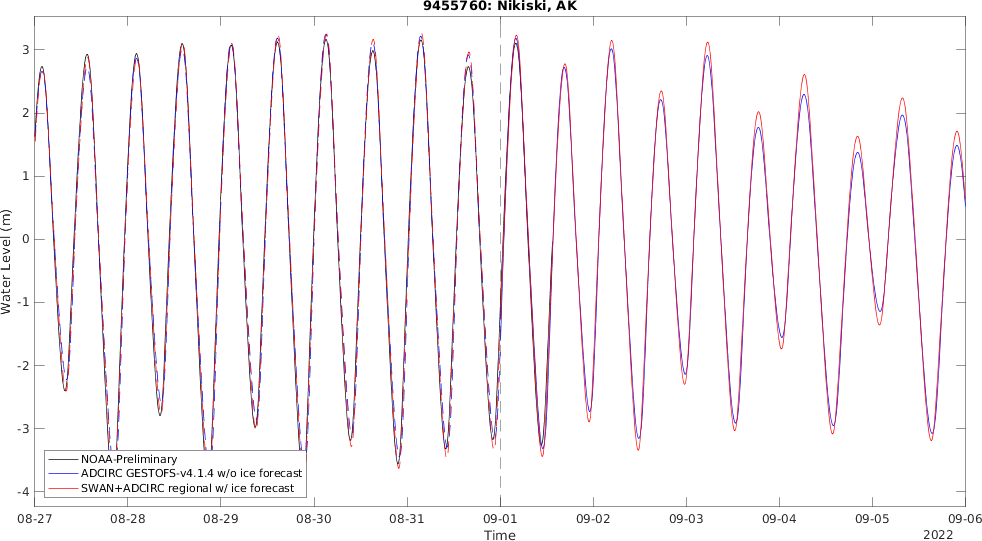 9455760: Nikiski, AK
Water Level (m)
3
2
1
0
-1
-2
-3
-4
NOAA-Preliminary
ADCIRC GESTOFS-v4.1.4 w/o ice forecast
SWAN+ADCIRC regional w/ ice forecast
08-27 08-28 08-29 08-30 08-31 09-01 09-02 09-03 09-04 09-05 09-06
Time
2022